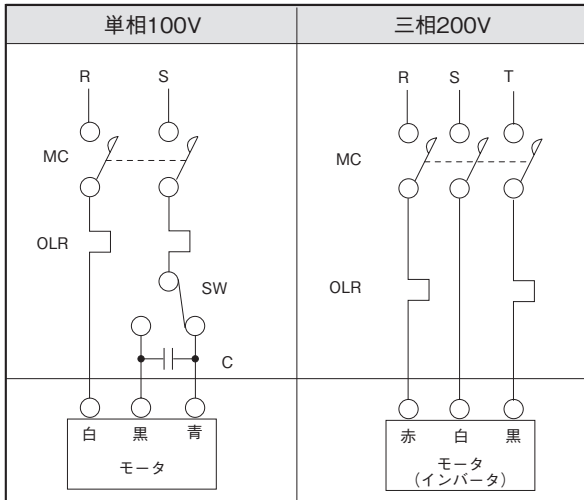 単相100V
R S
MC
OLR
SW
C
白 黒 青
モータ
三相200V
R S T
MC
OLR
赤 白 黒
モータ
（インバータ）